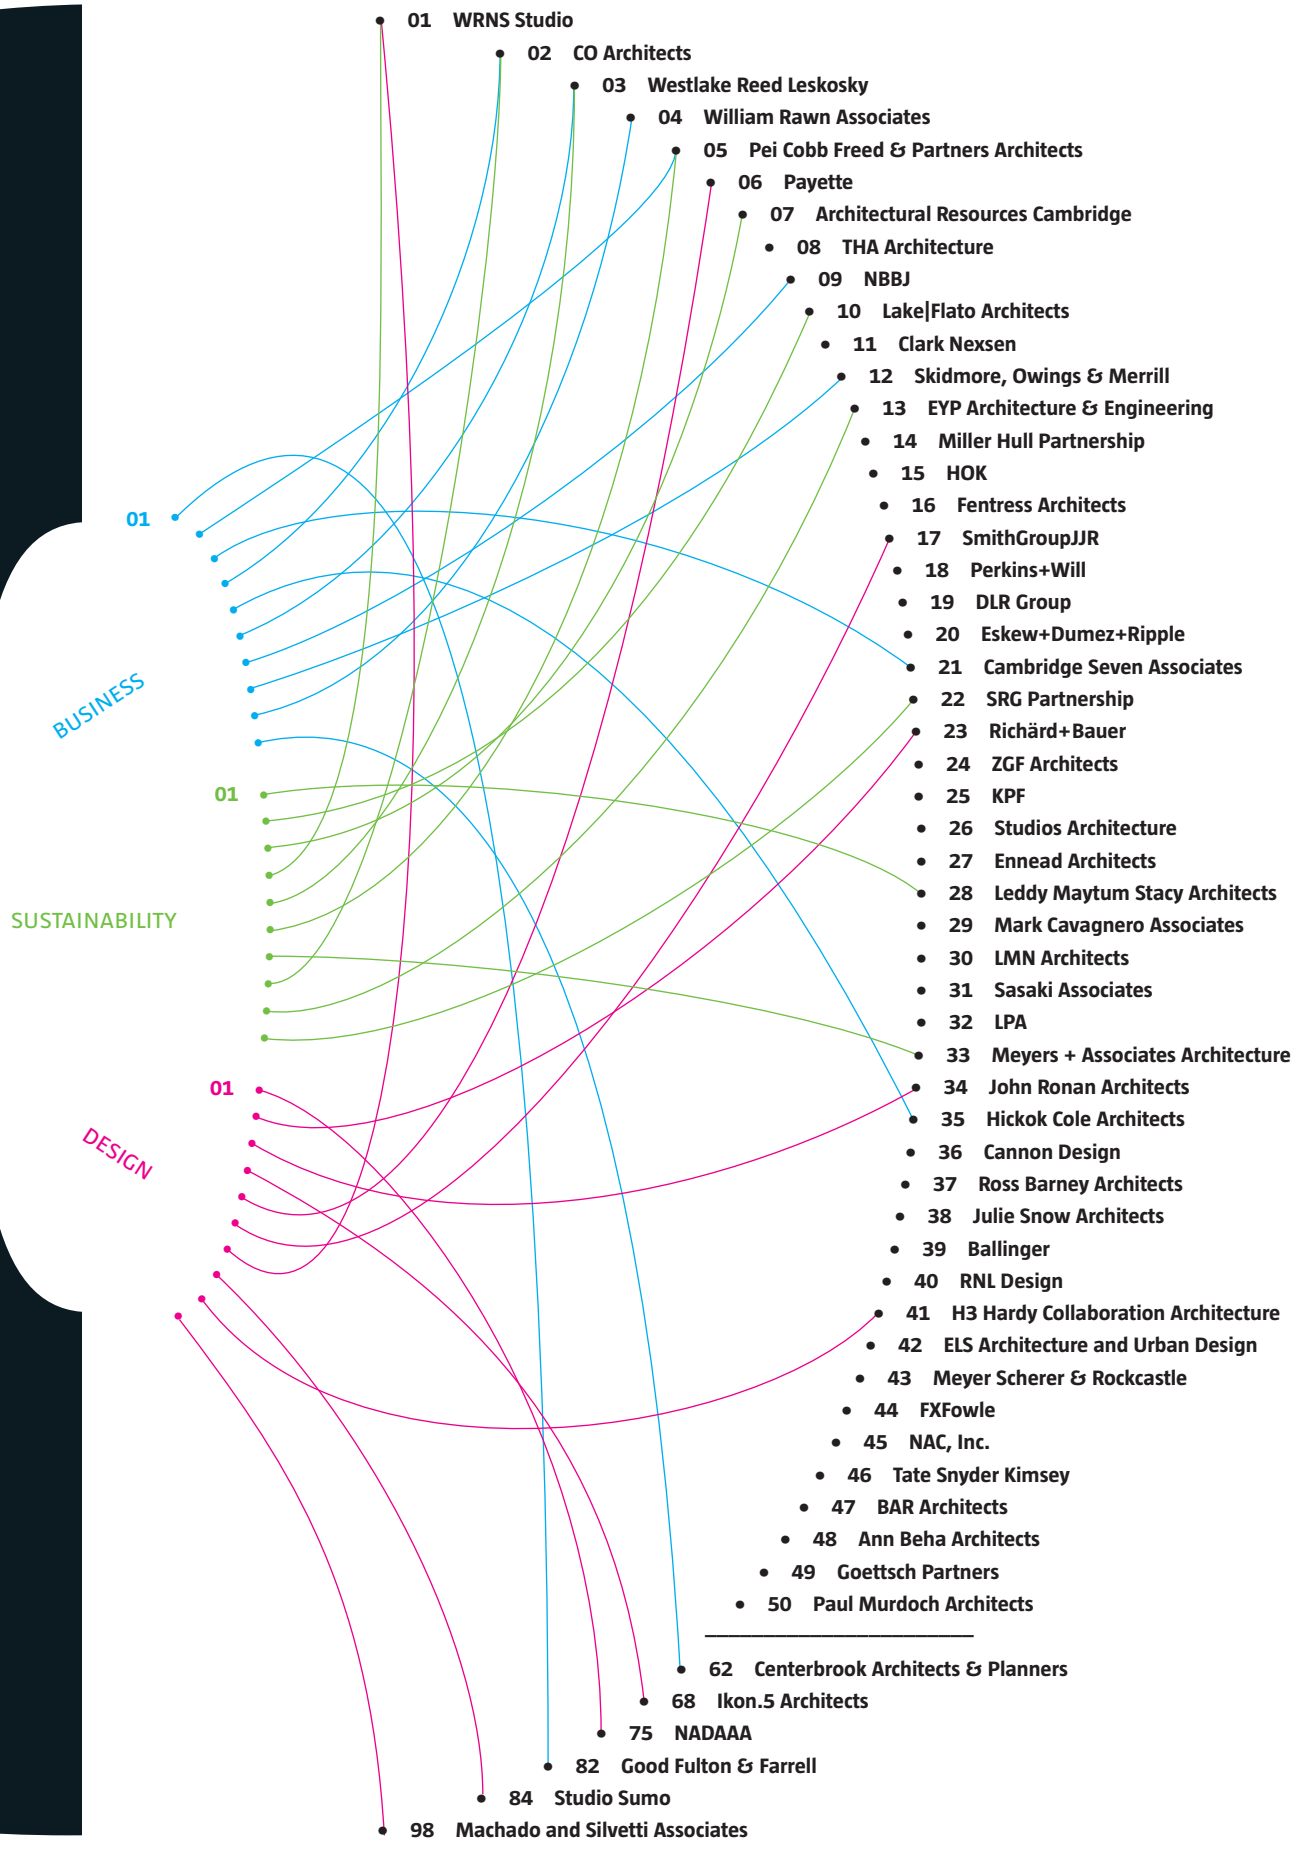 01 WRNS Studio
02 CO Architects
03 Westlake Reed Leskosky
04 William Rawn Associates
05 Pei Cobb Freed & Partners Architects
06 Payette
07 Architectural Resources Cambridge
08 THA Architecture
09 NBBJ
10 Lake|Flato Architects
11 Clark Nexsen
12 Skidmore, Owings & Merrill
13 EYP Architecture & Engineering
14 Miller Hull Partnership
15 HOK
16 Fentress Architects
17 SmithGroupJJR
18 Perkins+Will
19 DLR Group
20 Eskew+Dumez+Ripple
21 Cambridge Seven Associates
22 SRG Partnership
23 Richärd+Bauer
24 ZGF Architects
25 KPF
26 Studios Architecture
27 Ennead Architects
28 Leddy Maytum Stacy Architects
29 Mark Cavagnero Associates
30 LMN Architects
31 Sasaki Associates
32 LPA
33 Meyers + Associates Architecture
34 John Ronan Architects
35 Hickok Cole Architects
36 Cannon Design
37 Ross Barney Architects
38 Julie Snow Architects
39 Ballinger
40 RNL Design
41 H3 Hardy Collaboration Architecture
42 ELS Architecture and Urban Design
43 Meyer Scherer & Rockcastle
44 FXFowle
45 NAC, Inc.
46 Tate Snyder Kimsey
47 BAR Architects
48 Ann Beha Architects
49 Goettsch Partners
50 Paul Murdoch Architects
62 Centerbrook Architects & Planners
68 Ikon.5 Architects
75 NADAAA
82 Good Fulton & Farrell
84 Studio Sumo
98 Machado and Silvetti Associates
01
BUSINESS
01
SUSTAINABILITY
01
DESIGN